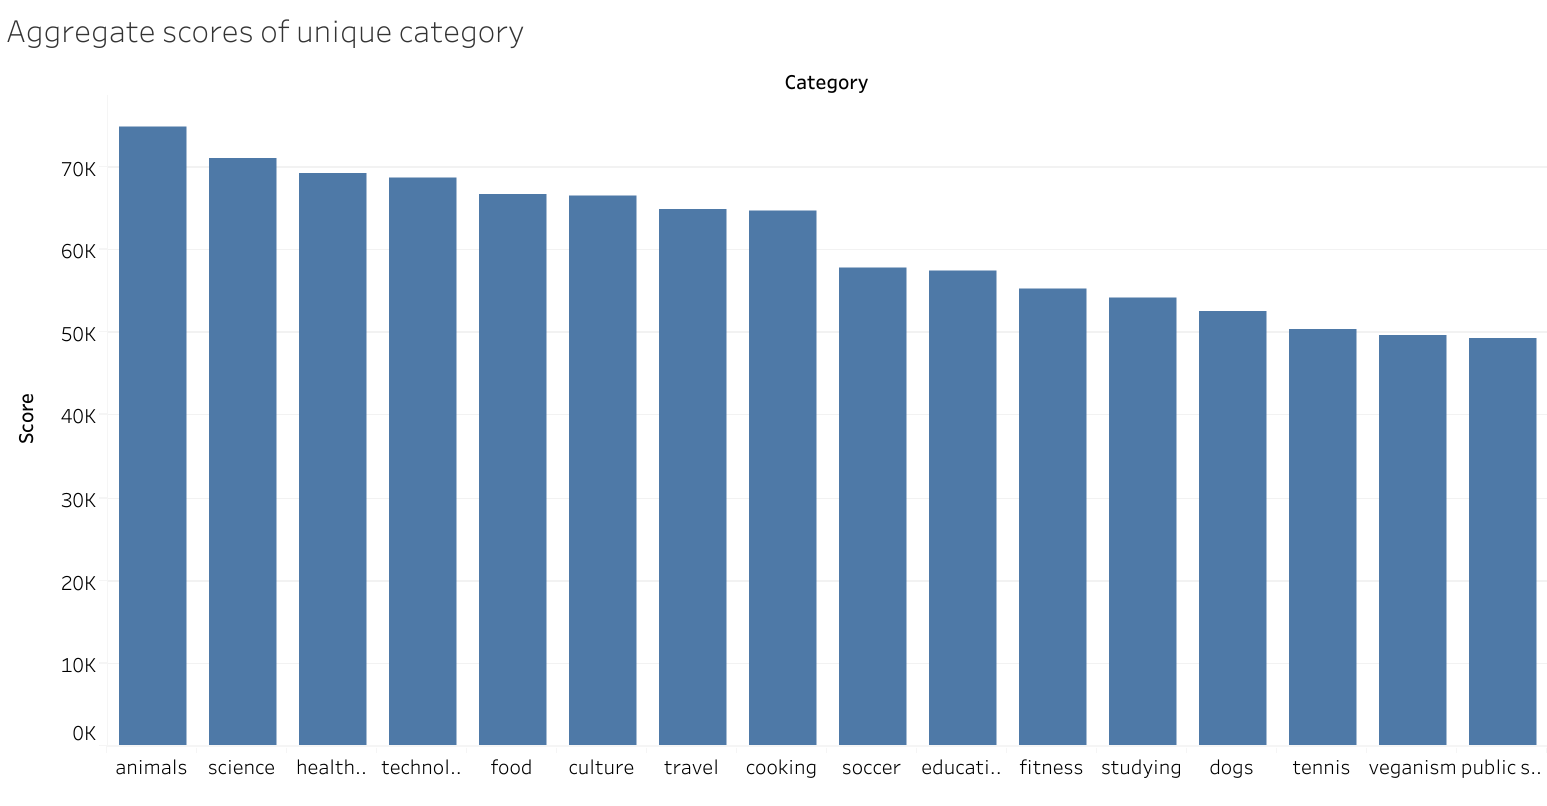 Aggregate scores of unique category
Category
70K
60K
50K
40K
30K
20K
10K
0K
Score
animals science health.. technol.. food culture travel cooking soccer educati.. fitness studying dogs tennis veganism public s..